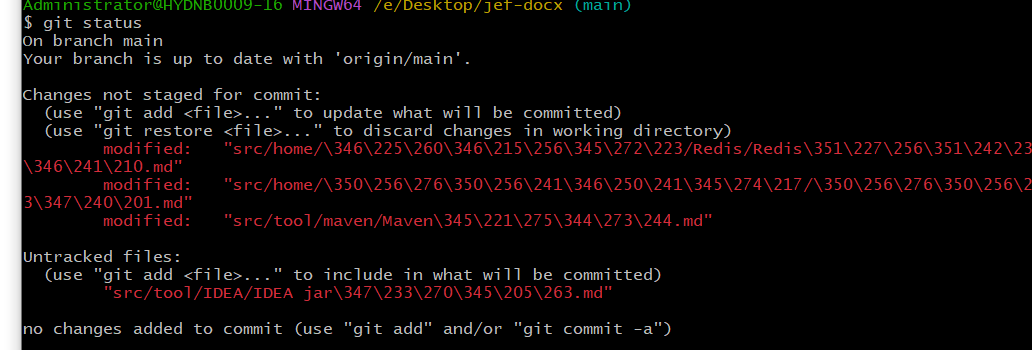 Administrator@HYDNB0009-16 MINGW64 /e/Desktop/jef-docx (main)
$ git status
On branch main
Your branch is up to date with 'origin/main'.

Changes not staged for commit:
  (use "git add <file>..." to update what will be committed)
  (use "git restore <file>..." to discard changes in working directory)
        modified:   "src/home/\346\225\260\346\215\256\345\272\223/Redis/Redis\351\227\256\351\242\23
\346\241\210.md"
        modified:   "src/home/\350\256\276\350\256\241\346\250\241\345\274\217/\350\256\276\350\256\2
3\347\240\201.md"
        modified:   "src/tool/maven/Maven\345\221\275\344\273\244.md"

Untracked files:
  (use "git add <file>..." to include in what will be committed)
        "src/tool/IDEA/IDEA jar\347\233\270\345\205\263.md"

no changes added to commit (use "git add" and/or "git commit -a")